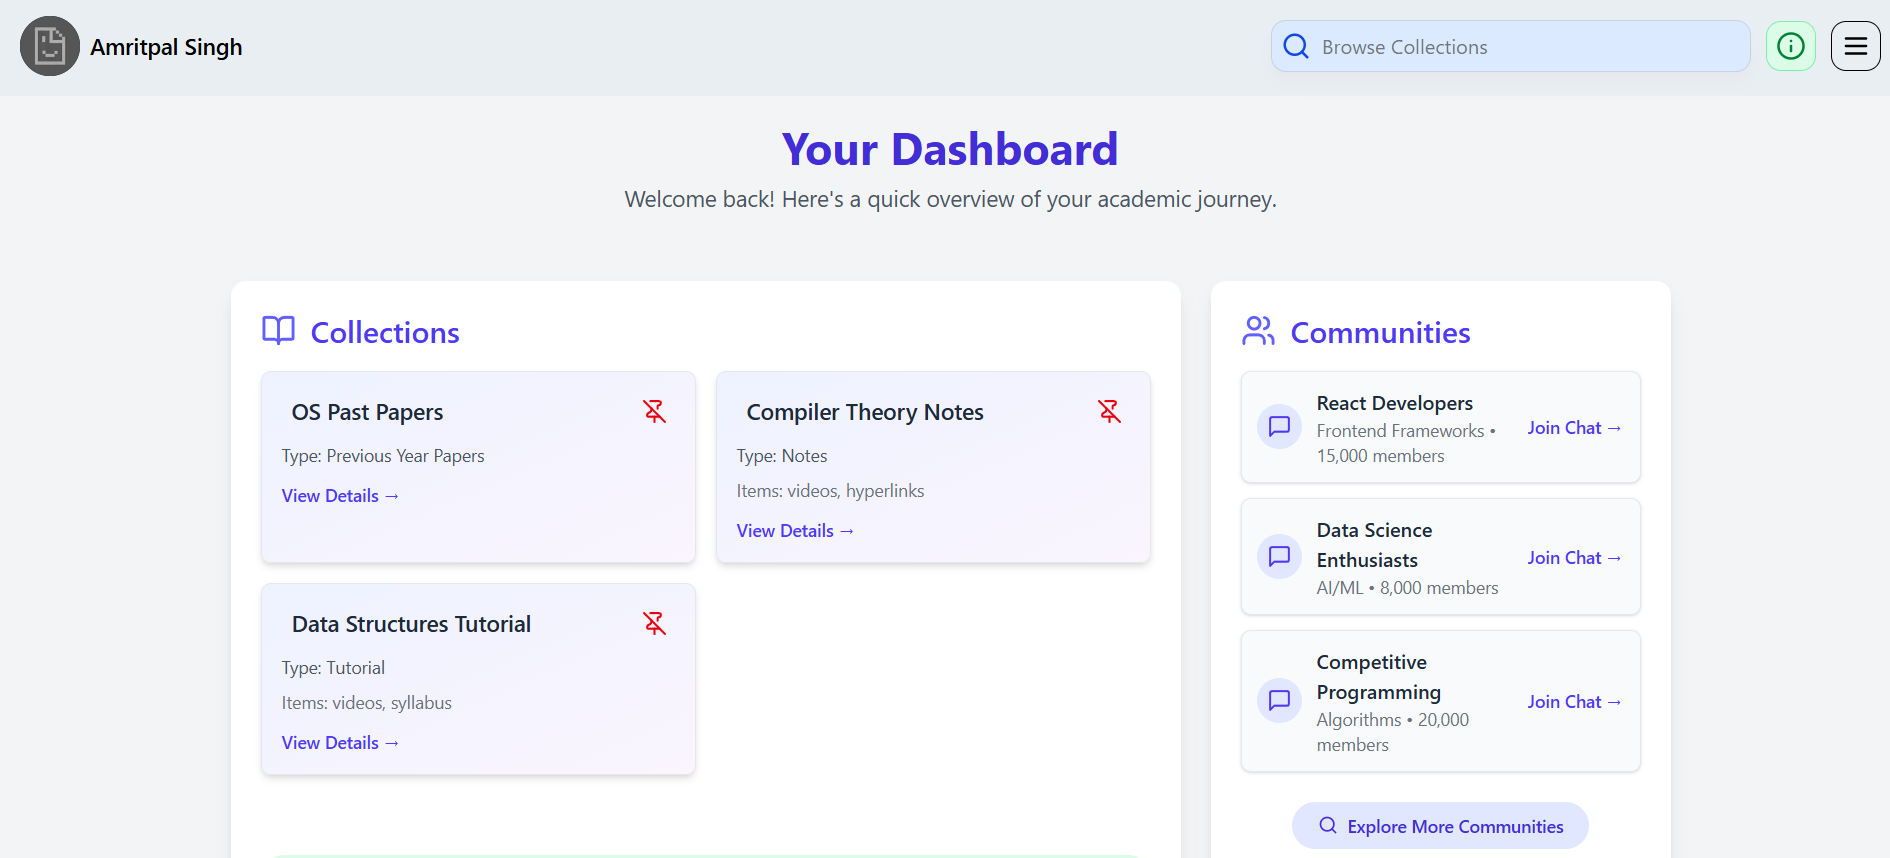 Amritpal Singh
Browse Collections
Your Dashboard
Welcome back! Here's a quick overview of your academic journey.
Collections
OS Past Papers
Type: Previous Year Papers
View Details →
Compiler Theory Notes
Type: Notes
Items: videos, hyperlinks
View Details →
Data Structures Tutorial
Type: Tutorial
Items: videos, syllabus
View Details →
Communities
React Developers
Frontend Frameworks •
15,000 members
Join Chat →
Data Science
Enthusiasts
AI/ML • 8,000 members
Join Chat →
Competitive
Programming
Algorithms • 20,000
members
Join Chat →
Explore More Communities